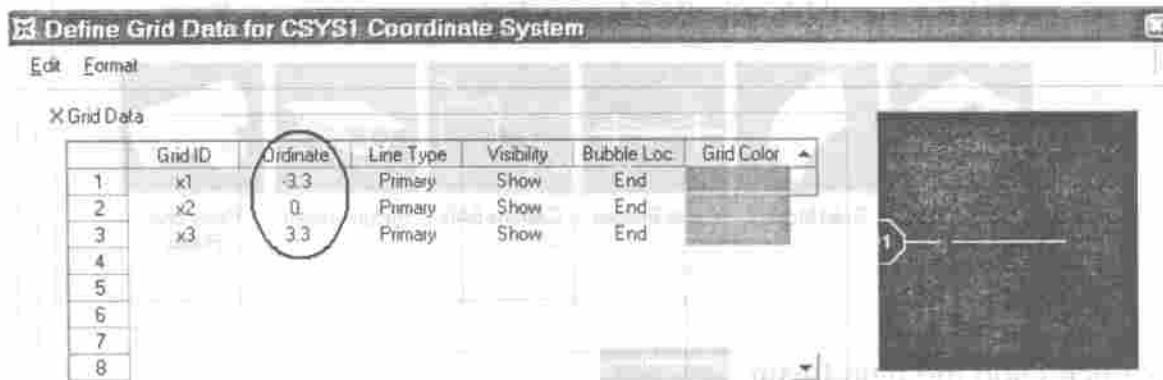 Define Grid Data for CSYS1 Coordinate System
Edit Format
X Grid Data
Grid ID Ordinate Line Type Visibility Bubble Loc Grid Color
1 x1 -3.3 Primary Show End
2 x2 0. Primary Show End
3 x3 3.3 Primary Show End
4
5
6
7
8
1